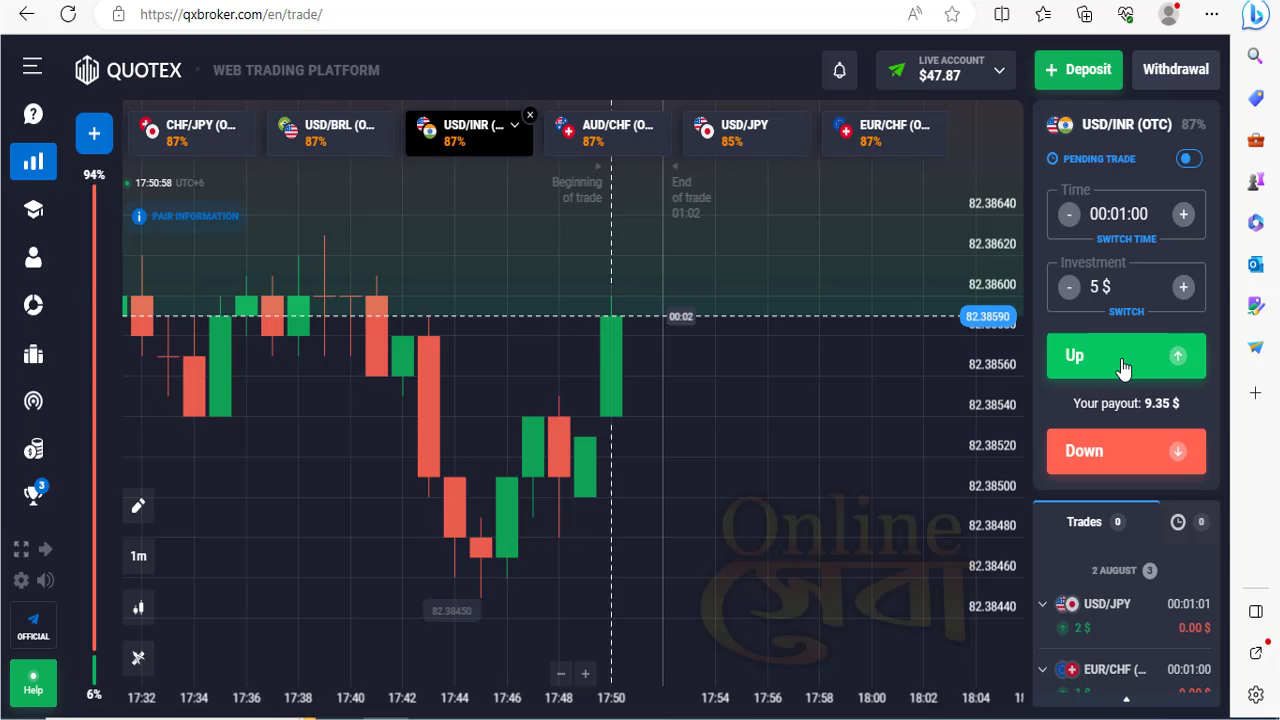 https://qxbroker.com/en/trade/
QUOTEX
WEB TRADING PLATFORM
LIVE ACCOUNT
$47.87
+ Deposit
Withdrawal
CHF/JPY (O...
87%
USD/BRL (O...
87%
USD/INR (...
87%
AUD/CHF (O...
87%
USD/JPY
85%
EUR/CHF (O...
87%
94%
17:50:58 UTC+6
PAIR INFORMATION
Beginning
of trade
End
of trade
01:02
82.38640
82.38620
82.38600
82.38590
00:02
82.38560
82.38540
82.38520
82.38500
82.38480
82.38460
82.38440
82.38450
1m
17:32
17:34
17:36
17:38
17:40
17:42
17:44
17:46
17:48
17:50
17:54
17:56
17:58
18:00
18:02
18:04
USD/INR (OTC) 87%
PENDING TRADE
Time
- 00:01:00 +
SWITCH TIME
Investment
- 5 $ +
SWITCH
Up
Your payout: 9.35 $
Down
Trades 0
0
2 AUGUST 3
USD/JPY 00:01:01
2 $ 0.00 $
EUR/CHF (... 00:01:00
3
OFFICIAL
Help
6%
Online
সেবা